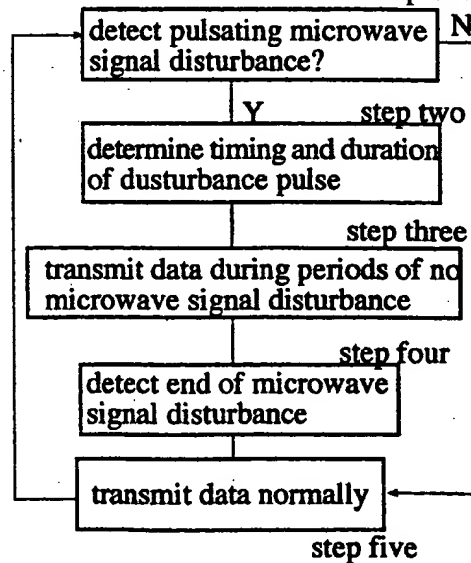 detect pulsating microwave
signal disturbance?
N
Y
step two
determine timing and duration
of dusturbance pulse
step three
transmit data during periods of no
microwave signal disturbance
step four
detect end of microwave
signal disturbance
transmit data normally
step five